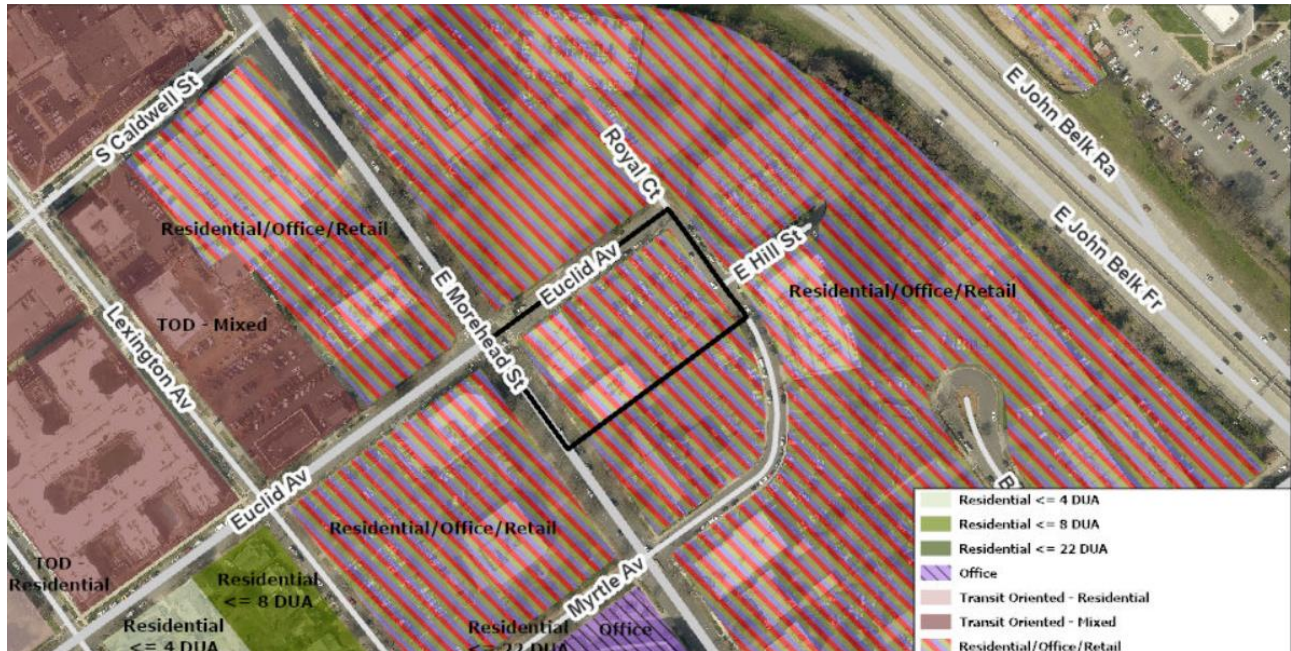 S Caldwell St
E John Belk Ra
Royal Ct
Residential/Office/Retail
Euclid Av
E Hill St
E John Belk Fr
E Morehead St
Residential/Office/Retail
TOD - Mixed
Lexington Av
Euclid Av
Residential/Office/Retail
TOD -
Residential
Residential
<= 8 DUA
Myrtle Av
Residential
<= 4 DUA
Residential
<= 22 DUA
Office
Residential <= 4 DUA
Residential <= 8 DUA
Residential <= 22 DUA
Office
Transit Oriented - Residential
Transit Oriented - Mixed
Residential/Office/Retail